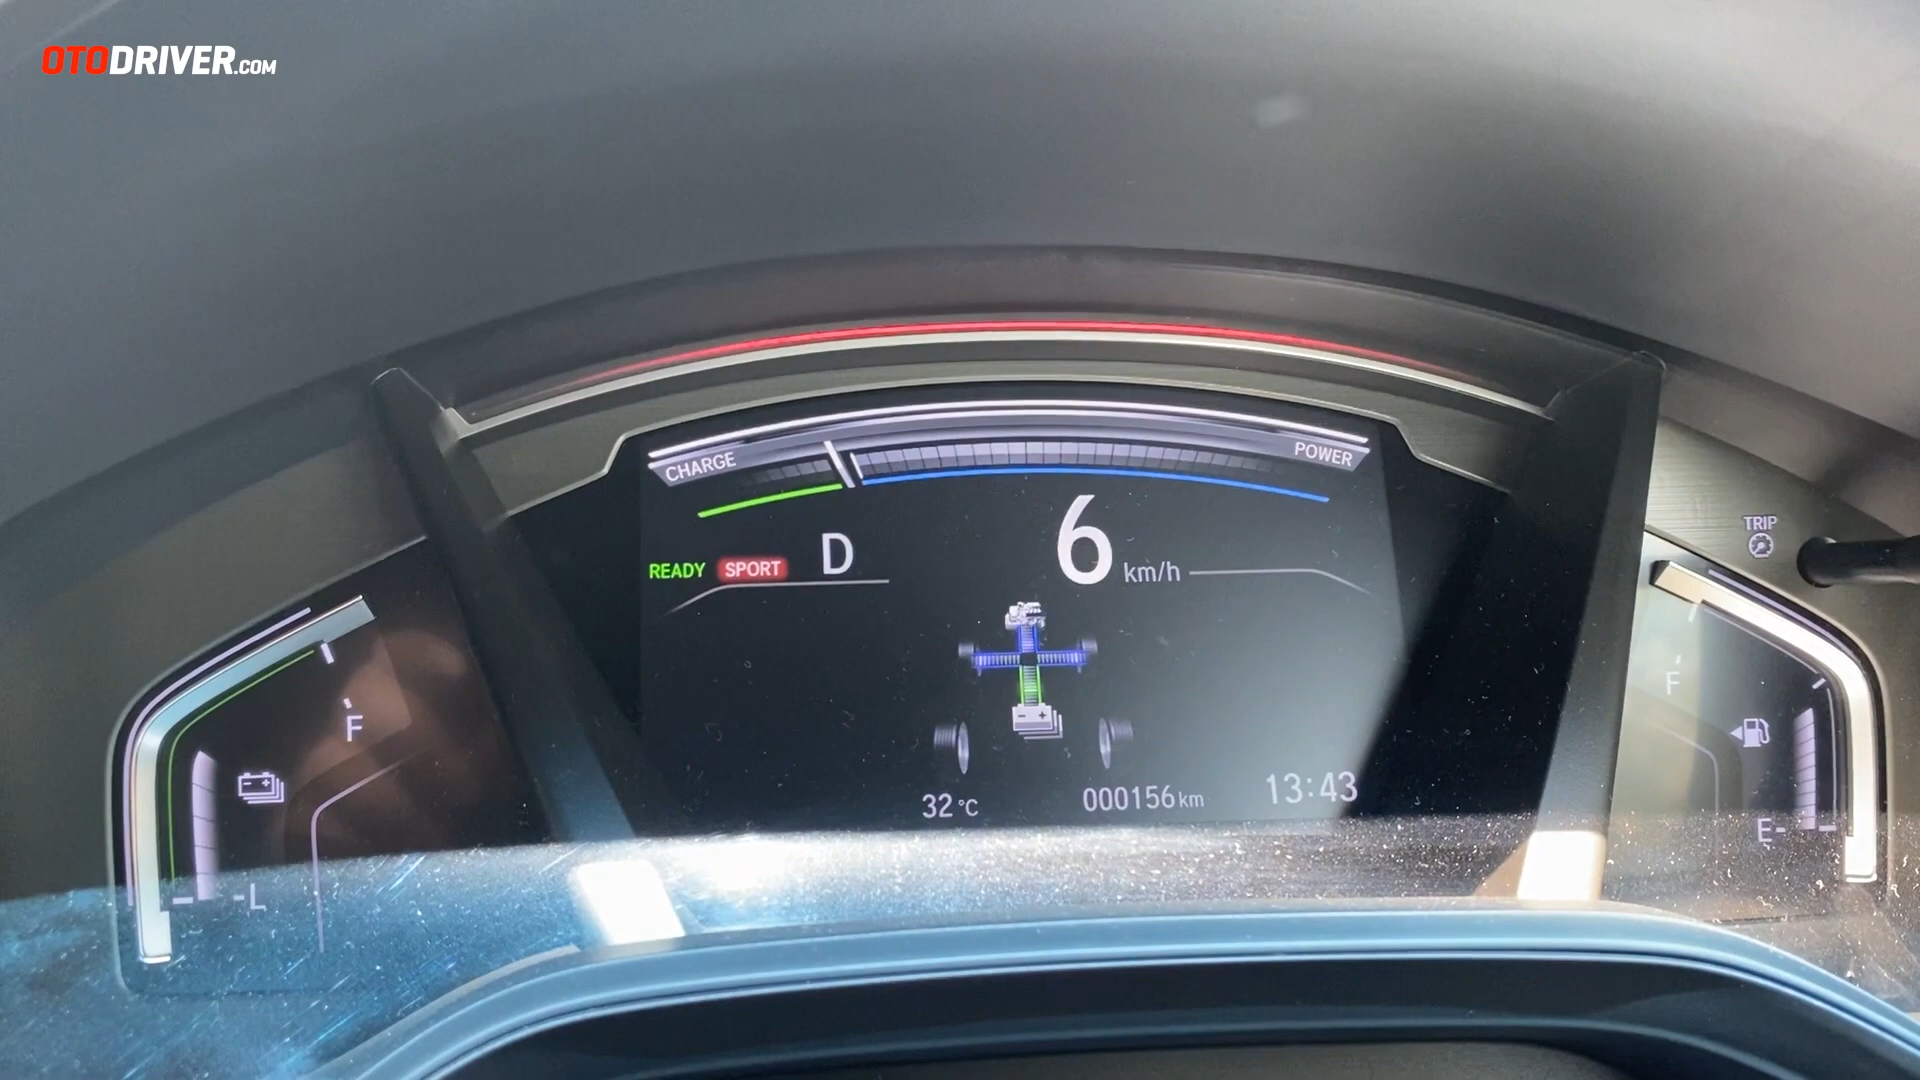 OTODRIVER.COM
CHARGE
POWER
READY SPORT D
6 km/h
TRIP
F
F
- +
32 °C
000156 km
13:43
E
L